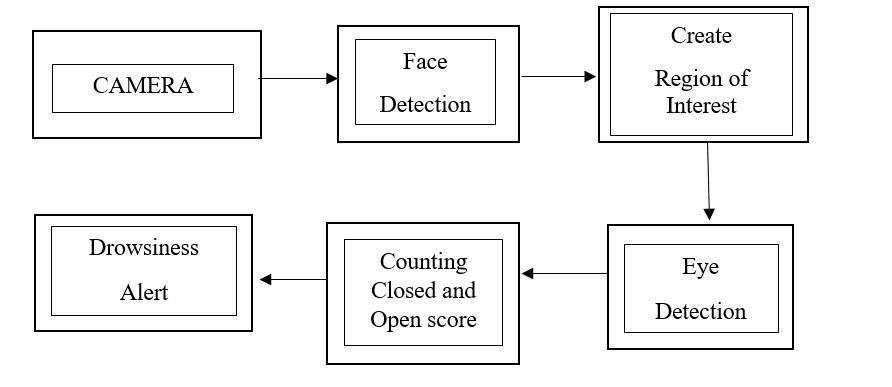 CAMERA
Face
Detection
Create
Region of
Interest
Drowsiness
Alert
Counting
Closed and
Open score
Eye
Detection